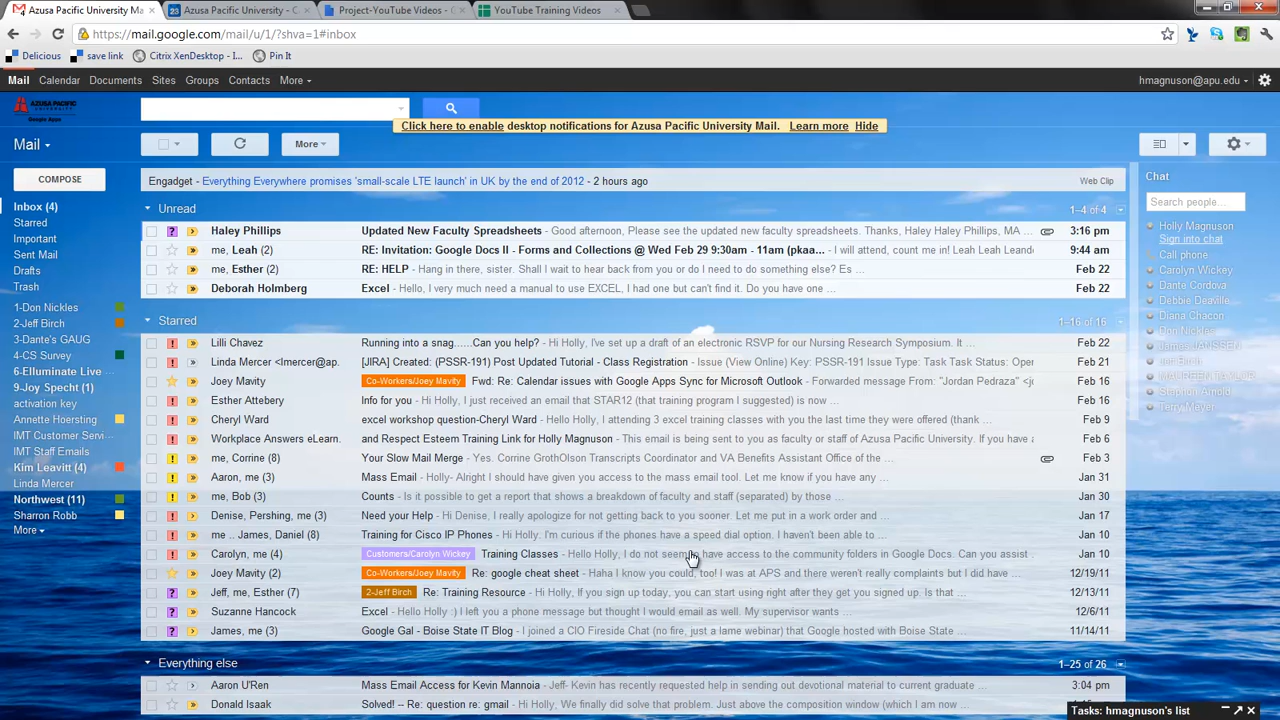 Azusa Pacific University Ma
Azusa Pacific University - C
Project-YouTube Videos - G
YouTube Training Videos
https://mail.google.com/mail/u/1/?shva=1#inbox
Delicious
save link
Citrix XenDesktop - I...
Pin It
Mail Calendar Documents Sites Groups Contacts More
hmagnuson@apu.edu
AZUSA PACIFIC
UNIVERSITY
Google Apps
Click here to enable desktop notifications for Azusa Pacific University Mail. Learn more Hide
Mail
More
COMPOSE
Engadget - Everything Everywhere promises 'small-scale LTE launch' in UK by the end of 2012 - 2 hours ago
Web Clip
Chat
Search people...
Holly Magnuson
Sign into chat
Call phone
Carolyn Wickey
Dante Cordova
Debbie Deaville
Diana Chacon
Don Nickles
James JANSSEN
Jeff Birch
Stephon Arnold
Terry Mayer
Inbox (4)
Starred
Important
Sent Mail
Drafts
Trash
1-Don Nickles
2-Jeff Birch
3-Dante's GAUG
4-CS Survey
6-Elluminate Live
9-Joy Specht (1)
activation key
Annette Hoersting
IMT Customer Servi...
IMT Staff Emails
Kim Leavitt (4)
Linda Mercer
Northwest (11)
Sharron Robb
More
Unread 1–4 of 4
Haley Phillips Updated New Faculty Spreadsheets - Good afternoon, Please see the updated new faculty spreadsheets. Thanks, Haley Haley Phillips, MA ... 3:16 pm
me, Leah (2) RE: Invitation: Google Docs II - Forms and Collections @ Wed Feb 29 9:30am - 11am (pkaa... - I will attend, count me in! Leah Leah Leande 9:44 am
me, Esther (2) RE: HELP - Hang in there, sister. Shall I wait to hear back from you or do I need to do something else? Es ... Feb 22
Deborah Holmberg Excel - Hello, I very much need a manual to use EXCEL, I had one but can't find it. Do you have one ... Feb 22
Starred 1–16 of 16
Lilli Chavez Running into a snag......Can you help? - Hi Holly, I've set up a draft of an electronic RSVP for our Nursing Research Symposium. It ... Feb 22
Linda Mercer <lmercer@ap. [JIRA] Created: (PSSR-191) Updated Tutorial - Class Registration - Issue (View Online) Key: PSSR-191 Issue Type: Task Task Status: Oper Feb 21
Joey Mavity Co-Workers/Joey Mavity Fwd: Re: Calendar issues with Google Apps Sync for Microsoft Outlook - Forwarded message From: "Jordan Pedraza" <jo Feb 16
Esther Attebery Info for you - I just received an email that STAR12 (that training program I suggested) is now ... Feb 16
Cheryl Ward excel workshop question-Cheryl Ward - Hello Holly, I attending 3 excel training classes with you the last time they were offered (thank ... Feb 9
Workplace Answers eLearn. and Respect Esteem Training Link for Holly Magnuson - This email is being sent to you as faculty or staff of Azusa Pacific University. If you have a Feb 6
me, Corrine (8) Your Slow Mail Merge - Yes. Corrine GrothOlson Transcripts Coordinator and VA Benefits Assistant Office of the ... Feb 3
Aaron, me (3) Mass Email - Holly- Alright I should have given you access to the mass email tool. Let me know if you have any ... Jan 31
me, Bob (3) Counts - Is it possible to get a report that shows a breakdown of faculty and staff (separated) by those ... Jan 30
Denise, Pershing, me (3) Need your Help - Hi Denise, I really apologize for not getting back to you sooner. Let me out in a work order and ... Jan 17
me .. James, Daniel (8) Training for Cisco IP Phones - Hi Holly, I'm curious if the phones have a speed dial option. I haven't been able to ... Jan 10
Carolyn, me (4) Customers/Carolyn Wickey Training Classes - Hello Holly, I do not seem to have access to the community folders in Google Docs. Can you assist . Jan 10
Joey Mavity (2) Co-Workers/Joey Mavity Re: google cheat sheet - Haha I know you could, too! I was at APS and there weren't really complaints but I did have ... 12/19/11
Jeff, me, Esther (7) 2-Jeff Birch Re: Training Resource - Hi Holly, If you sign up today, you can start using right after they get you signed up. is that ... 12/13/11
Suzanne Hancock Excel - Hello Holly :) I left you a phone message but thought I would email as well. My supervisor wants ... 12/6/11
James, me (3) Google Gal - Boise State IT Blog - I joined a CIO Fireside Chat (no fire, just a lame webinar) that Google hosted with Boise State ... 11/14/11
Everything else 1–25 of 26
Aaron U'Ren Mass Email Access for Kevin Mannoia - Jeff- Kevin has recently requested help in sending out devotional material to current graduate ... 3:04 pm
Donald Isaak Solved! -- Re: question re: gmail - Holly, We finally did solve that problem. Just above the composition window (which I am now ...
Tasks: hmagnuson's list